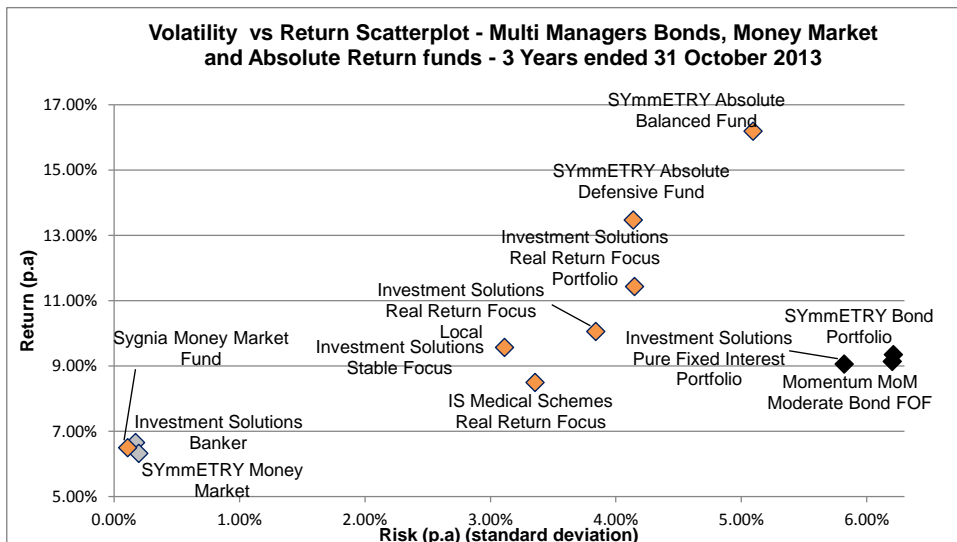 Volatility  vs Return Scatterplot - Multi Managers Bonds, Money Market
and Absolute Return funds - 3 Years ended 31 October 2013
Return (p.a)
17.00%
15.00%
13.00%
11.00%
9.00%
7.00%
5.00%
SYmmETRY Absolute
Balanced Fund
SYmmETRY Absolute
Defensive Fund
Investment Solutions
Real Return Focus
Portfolio
Investment Solutions
Real Return Focus
Local
Investment Solutions
Stable Focus
IS Medical Schemes
Real Return Focus
Sygnia Money Market
Fund
Investment Solutions
Banker
SYmmETRY Money
Market
Investment Solutions
Pure Fixed Interest
Portfolio
SYmmETRY Bond
Portfolio
Momentum MoM
Moderate Bond FOF
0.00%
1.00%
2.00%
3.00%
4.00%
5.00%
6.00%
Risk (p.a) (standard deviation)